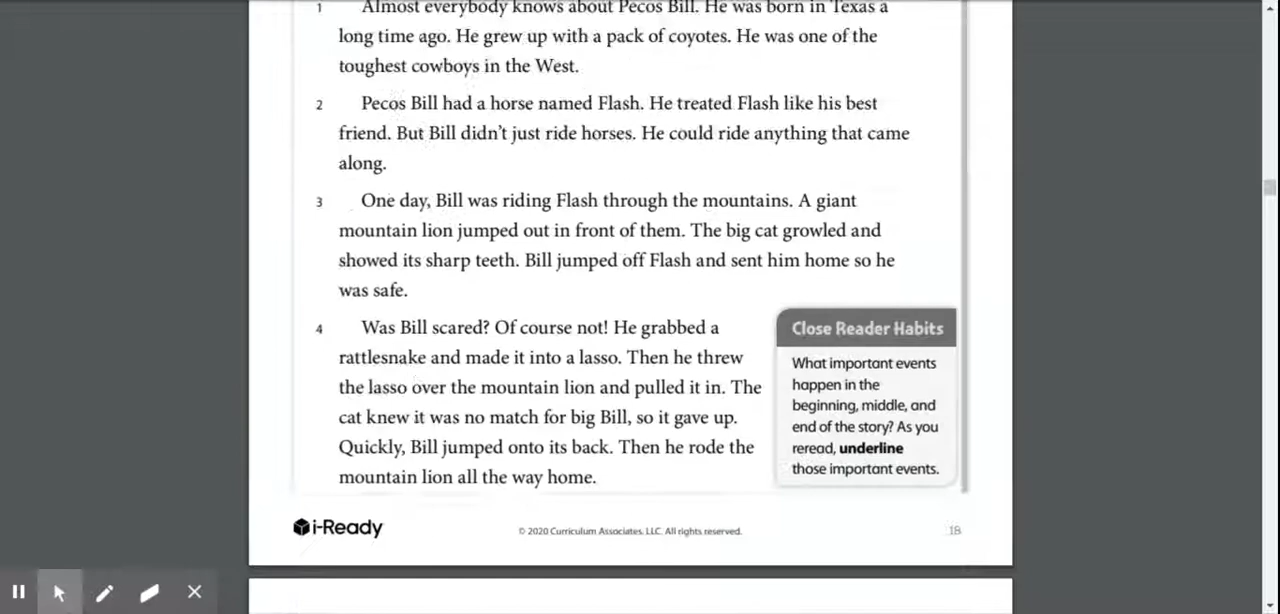 1 Almost everybody knows about Pecos Bill. He was born in Texas a
long time ago. He grew up with a pack of coyotes. He was one of the
toughest cowboys in the West.
2 Pecos Bill had a horse named Flash. He treated Flash like his best
friend. But Bill didn't just ride horses. He could ride anything that came
along.
3 One day, Bill was riding Flash through the mountains. A giant
mountain lion jumped out in front of them. The big cat growled and
showed its sharp teeth. Bill jumped off Flash and sent him home so he
was safe.
4 Was Bill scared? Of course not! He grabbed a
rattlesnake and made it into a lasso. Then he threw
the lasso over the mountain lion and pulled it in. The
cat knew it was no match for big Bill, so it gave up.
Quickly, Bill jumped onto its back. Then he rode the
mountain lion all the way home.
Close Reader Habits
What important events
happen in the
beginning, middle, and
end of the story? As you
reread, underline
those important events.
i-Ready
© 2020 Curriculum Associates, LLC. All rights reserved.
18